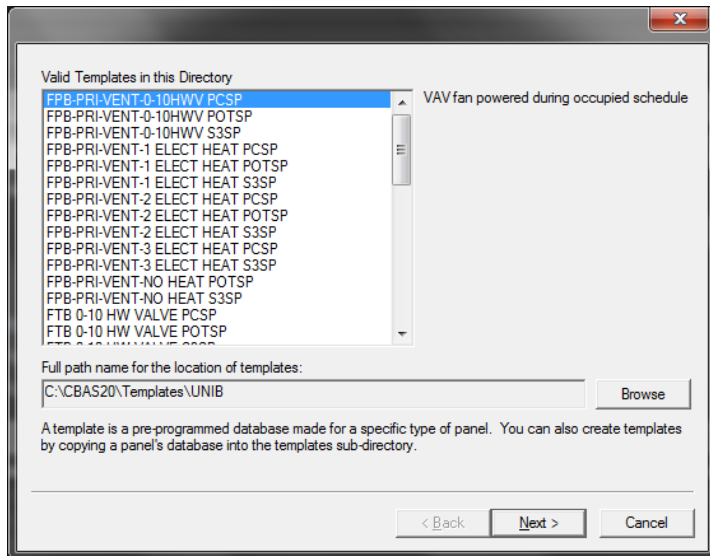 Valid Templates in this Directory
FPB-PRI-VENT-0-10HWV PCSP
VAV fan powered during occupied schedule
FPB-PRI-VENT-0-10HWV POTSP
FPB-PRI-VENT-0-10HWV S3SP
FPB-PRI-VENT-1 ELECT HEAT PCSP
FPB-PRI-VENT-1 ELECT HEAT POTSP
FPB-PRI-VENT-1 ELECT HEAT S3SP
FPB-PRI-VENT-2 ELECT HEAT PCSP
FPB-PRI-VENT-2 ELECT HEAT POTSP
FPB-PRI-VENT-2 ELECT HEAT S3SP
FPB-PRI-VENT-3 ELECT HEAT PCSP
FPB-PRI-VENT-3 ELECT HEAT S3SP
FPB-PRI-VENT-NO HEAT POTSP
FPB-PRI-VENT-NO HEAT S3SP
FTB 0-10 HW VALVE PCSP
FTB 0-10 HW VALVE POTSP
Full path name for the location of templates:
C:\CBAS20\Templates\UNIB
Browse
A template is a pre-programmed database made for a specific type of panel. You can also create templates
by copying a panel's database into the templates sub-directory.
< Back Next > Cancel